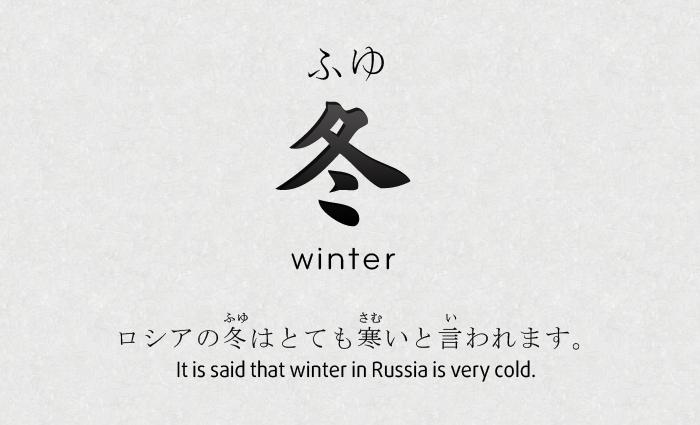 ふゆ
冬
winter
ふゆ さむ い
ロシアの冬はとても寒いと言われます。
It is said that winter in Russia is very cold.